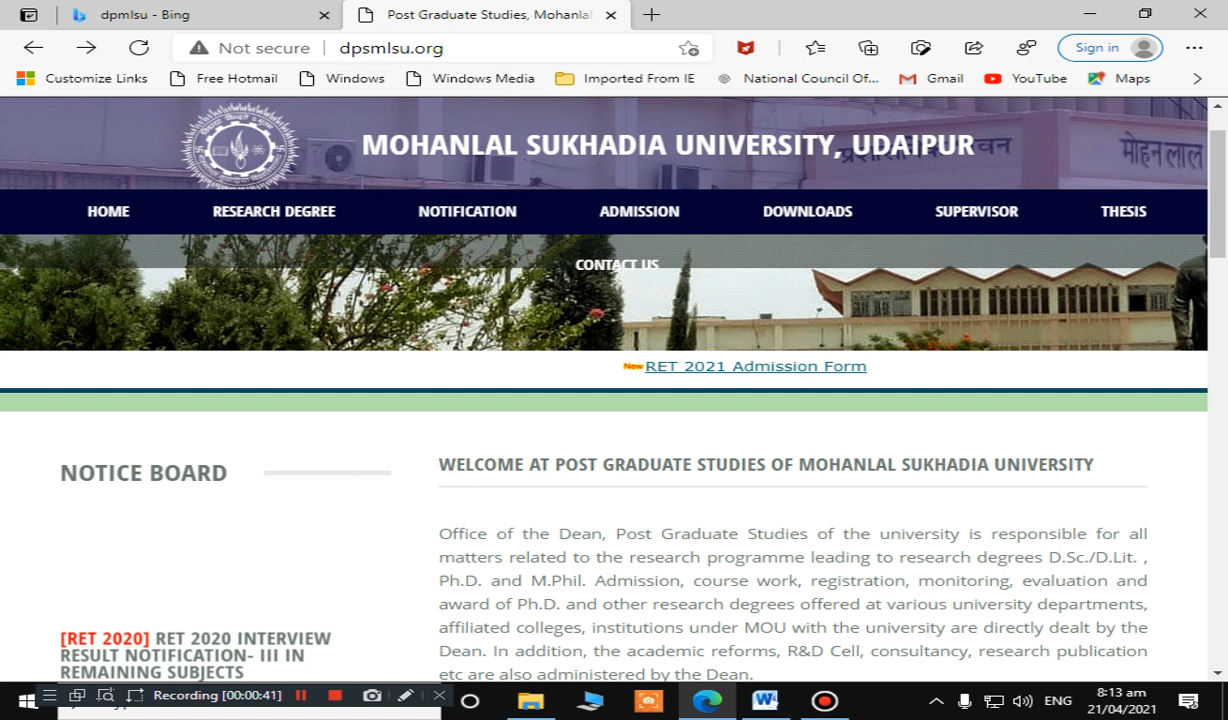 dpmlsu - Bing
Post Graduate Studies, Mohanlal
Not secure
dpsmlsu.org
Sign in
Customize Links
Free Hotmail
Windows
Windows Media
Imported From IE
National Council Of...
Gmail
YouTube
Maps
MOHANLAL SUKHADIA UNIVERSITY, UDAIPUR
मोहनलाल
HOME
RESEARCH DEGREE
NOTIFICATION
ADMISSION
DOWNLOADS
SUPERVISOR
THESIS
CONTACT US
New RET 2021 Admission Form
NOTICE BOARD
WELCOME AT POST GRADUATE STUDIES OF MOHANLAL SUKHADIA UNIVERSITY
Office of the Dean, Post Graduate Studies of the university is responsible for all
matters related to the research programme leading to research degrees D.Sc./D.Lit. ,
Ph.D. and M.Phil. Admission, course work, registration, monitoring, evaluation and
award of Ph.D. and other research degrees offered at various university departments,
affiliated colleges, institutions under MOU with the university are directly dealt by the
Dean. In addition, the academic reforms, R&D Cell, consultancy, research publication
etc are also administered by the Dean.
[RET 2020] RET 2020 INTERVIEW
RESULT NOTIFICATION- III IN
REMAINING SUBJECTS
Recording [00:00:41]
ENG
8:13 am
21/04/2021